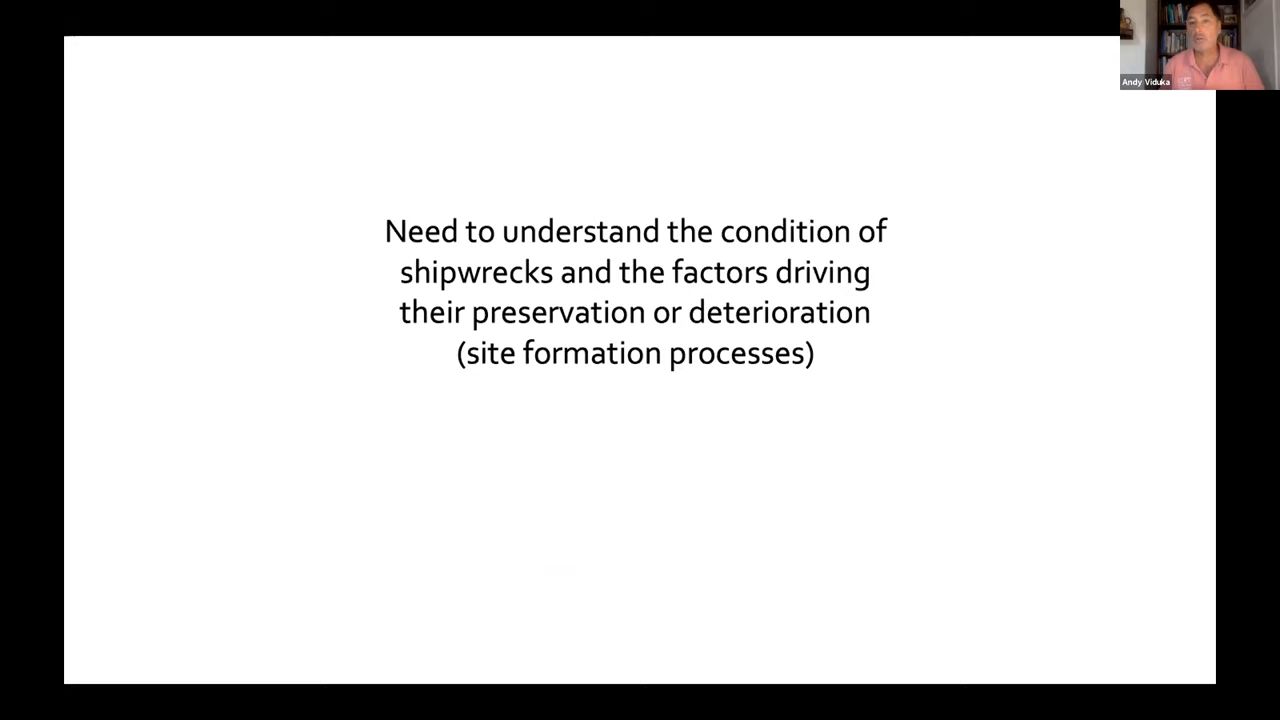 Need to understand the condition of
shipwrecks and the factors driving
their preservation or deterioration
(site formation processes)
Andy Viduka